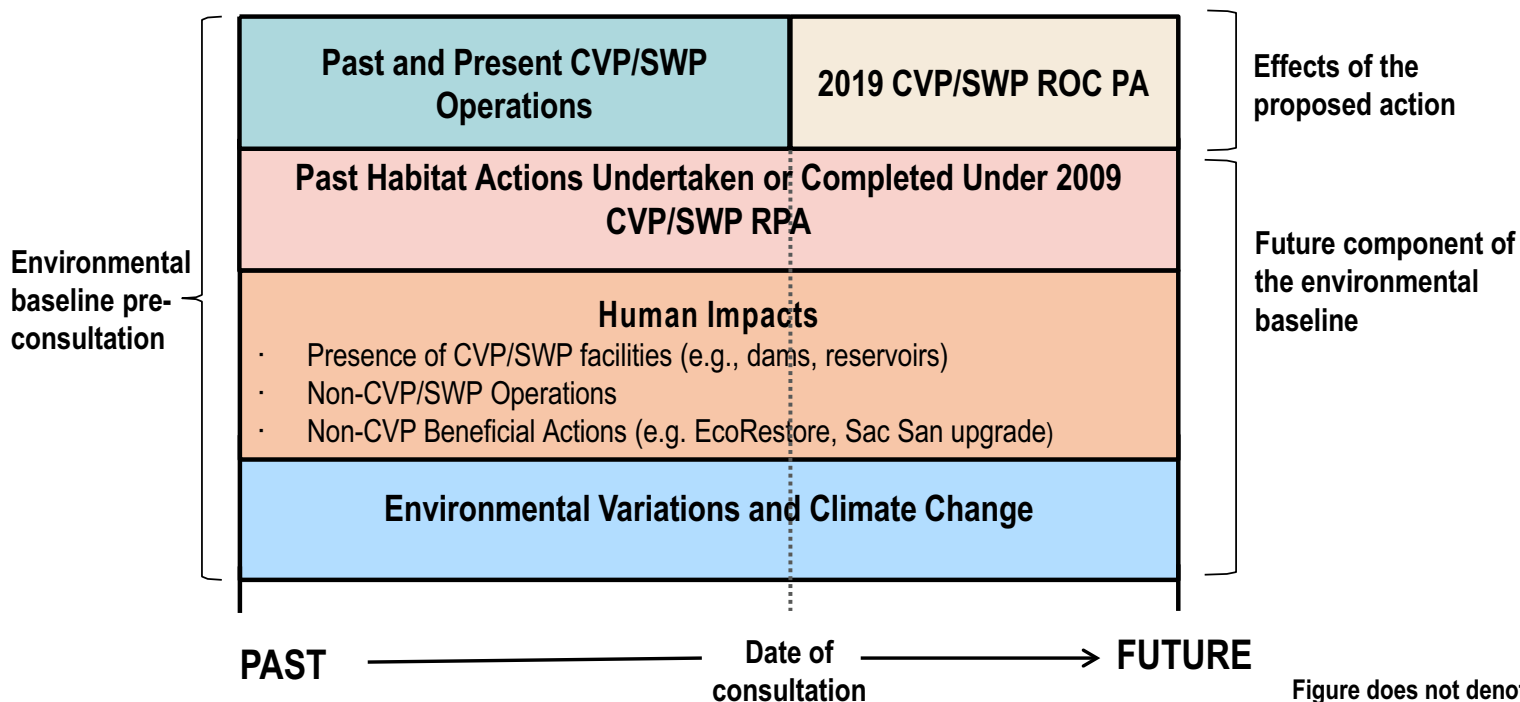 Past and Present CVP/SWP
Operations
2019 CVP/SWP ROC PA
Effects of the
proposed action
Past Habitat Actions Undertaken or Completed Under 2009
CVP/SWP RPA
Environmental
baseline pre-
consultation
Future component of
the environmental
baseline
Human Impacts
· Presence of CVP/SWP facilities (e.g., dams, reservoirs)
· Non-CVP/SWP Operations
· Non-CVP Beneficial Actions (e.g. EcoRestore, Sac San upgrade)
Environmental Variations and Climate Change
PAST
Date of
consultation
FUTURE
Figure does not